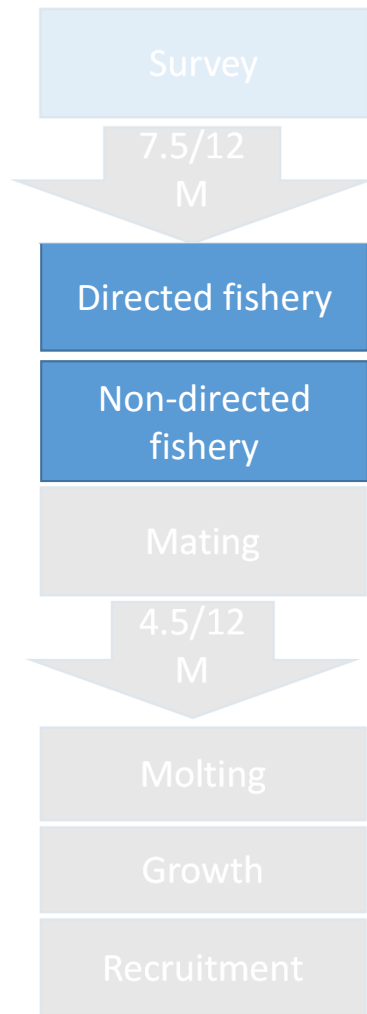 Survey
7.5/12
M
Directed fishery
Non-directed
fishery
Mating
4.5/12
M
Molting
Growth
Recruitment